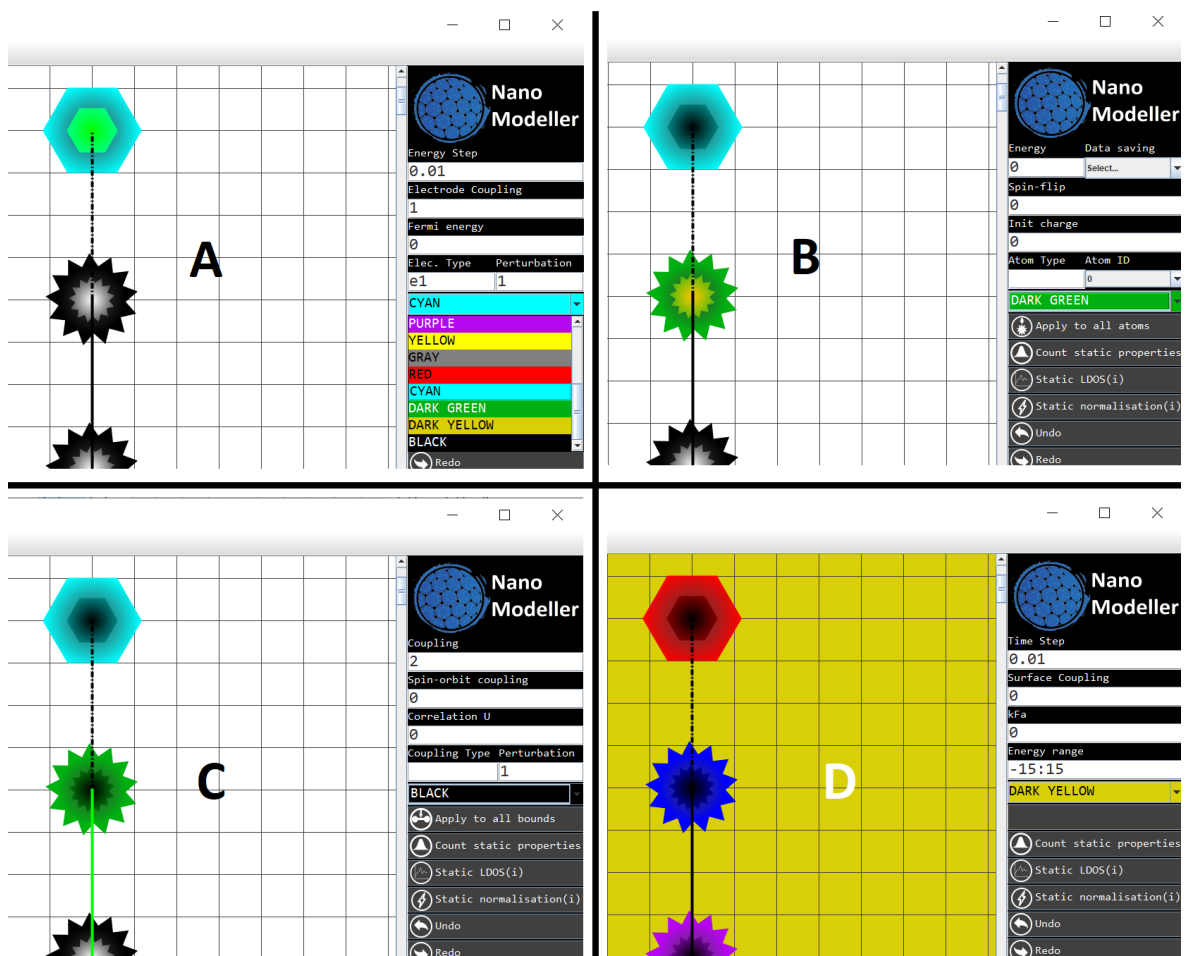 Nano
Modeller
Energy Step
0.01
Electrode Coupling
1
Fermi energy
0
Elec. Type Perturbation
e1 1
CYAN
PURPLE
YELLOW
GRAY
RED
CYAN
DARK GREEN
DARK YELLOW
BLACK
Redo
A
Nano
Modeller
Energy Data saving
0 Select...
Spin-flip
0
Init charge
0
Atom Type Atom ID
0
DARK GREEN
Apply to all atoms
Count static properties
Static LDOS(i)
Static normalisation(i)
Undo
Redo
B
Nano
Modeller
Coupling
2
Spin-orbit coupling
0
Correlation U
0
Coupling Type Perturbation
1
BLACK
Apply to all bounds
Count static properties
Static LDOS(i)
Static normalisation(i)
Undo
Redo
C
Nano
Modeller
Time Step
0.01
Surface Coupling
0
kFa
0
Energy range
-15:15
DARK YELLOW
Count static properties
Static LDOS(i)
Static normalisation(i)
Undo
Redo
D